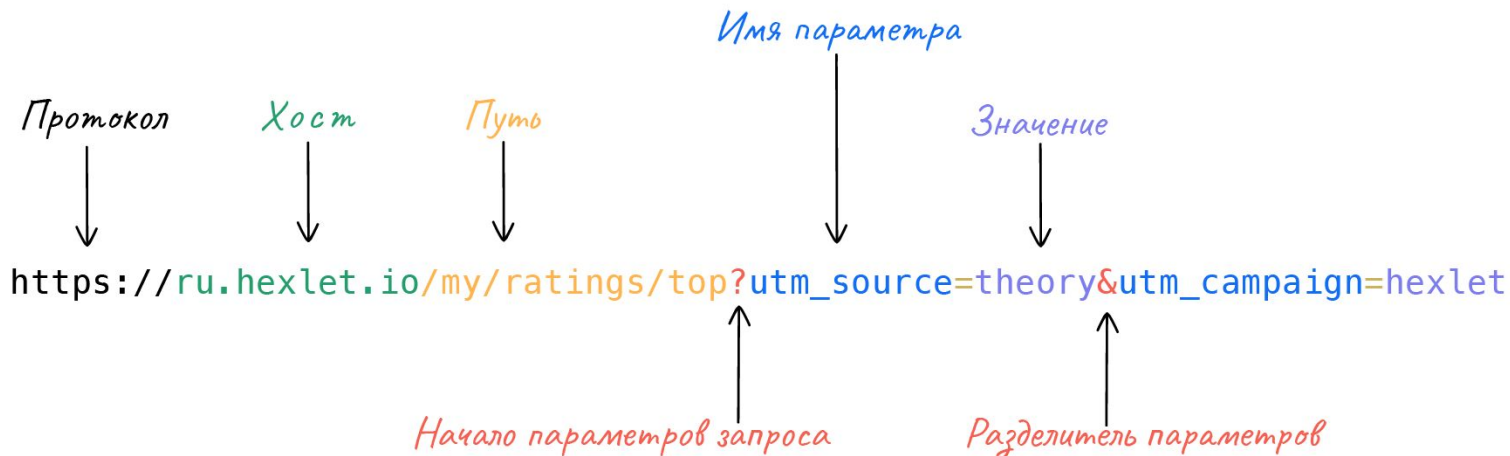 Имя параметра
Протокол Хост Путь Значение
https://ru.hexlet.io/my/ratings/top?utm_source=theory&utm_campaign=hexlet
Начало параметров запроса Разделитель параметров